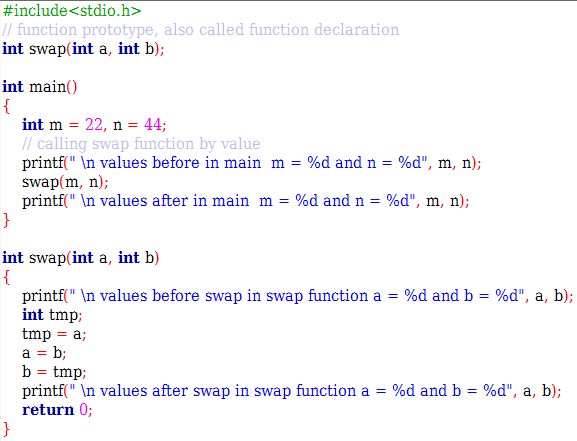 #include<stdio.h>
// function prototype, also called function declaration
int swap(int a, int b);

int main()
{
    int m = 22, n = 44;
    // calling swap function by value
    printf(" \n values before in main  m = %d and n = %d", m, n);
    swap(m, n);
    printf(" \n values after in main  m = %d and n = %d", m, n);
}

int swap(int a, int b)
{
    printf(" \n values before swap in swap function a = %d and b = %d", a, b);
    int tmp;
    tmp = a;
    a = b;
    b = tmp;
    printf(" \n values after swap in swap function a = %d and b = %d", a, b);
    return 0;
}